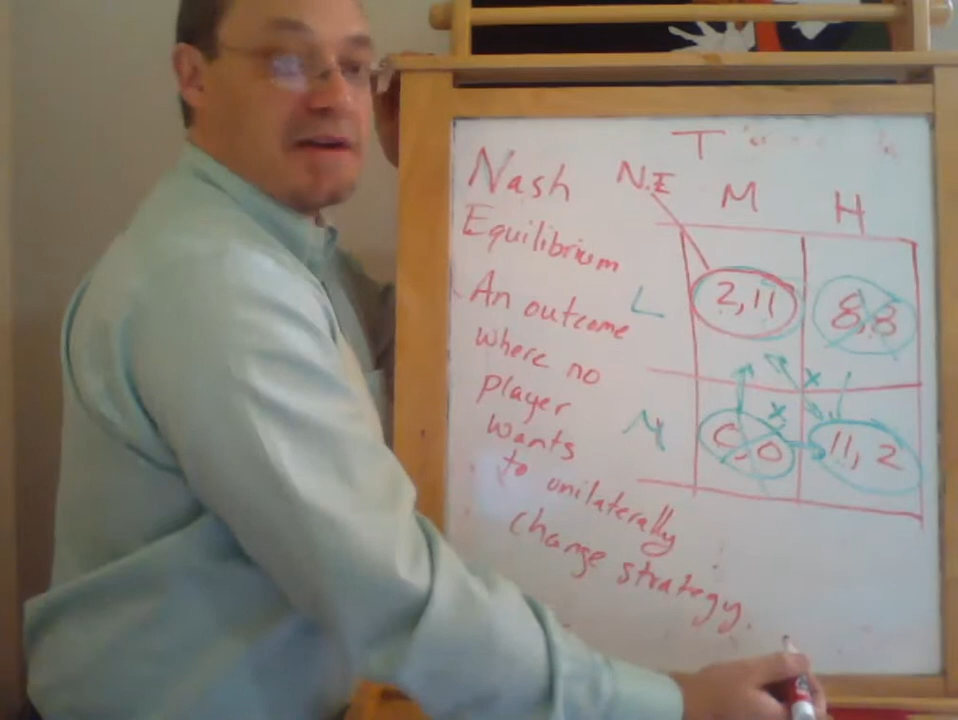 T
Nash N.E M H
Equilibrium
An outcome L 2,11 8,8
where no
player
wants M 0,0 11,2
to unilaterally
change strategy.